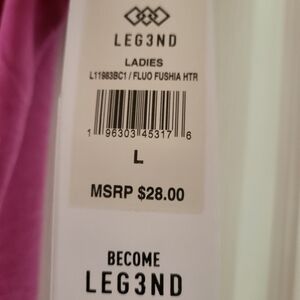 LEG3ND
LADIES
L11983BC1 / FLUO FUSHIA HTR
1 96303 45317 6
L
MSRP $28.00
BECOME
LEG3ND